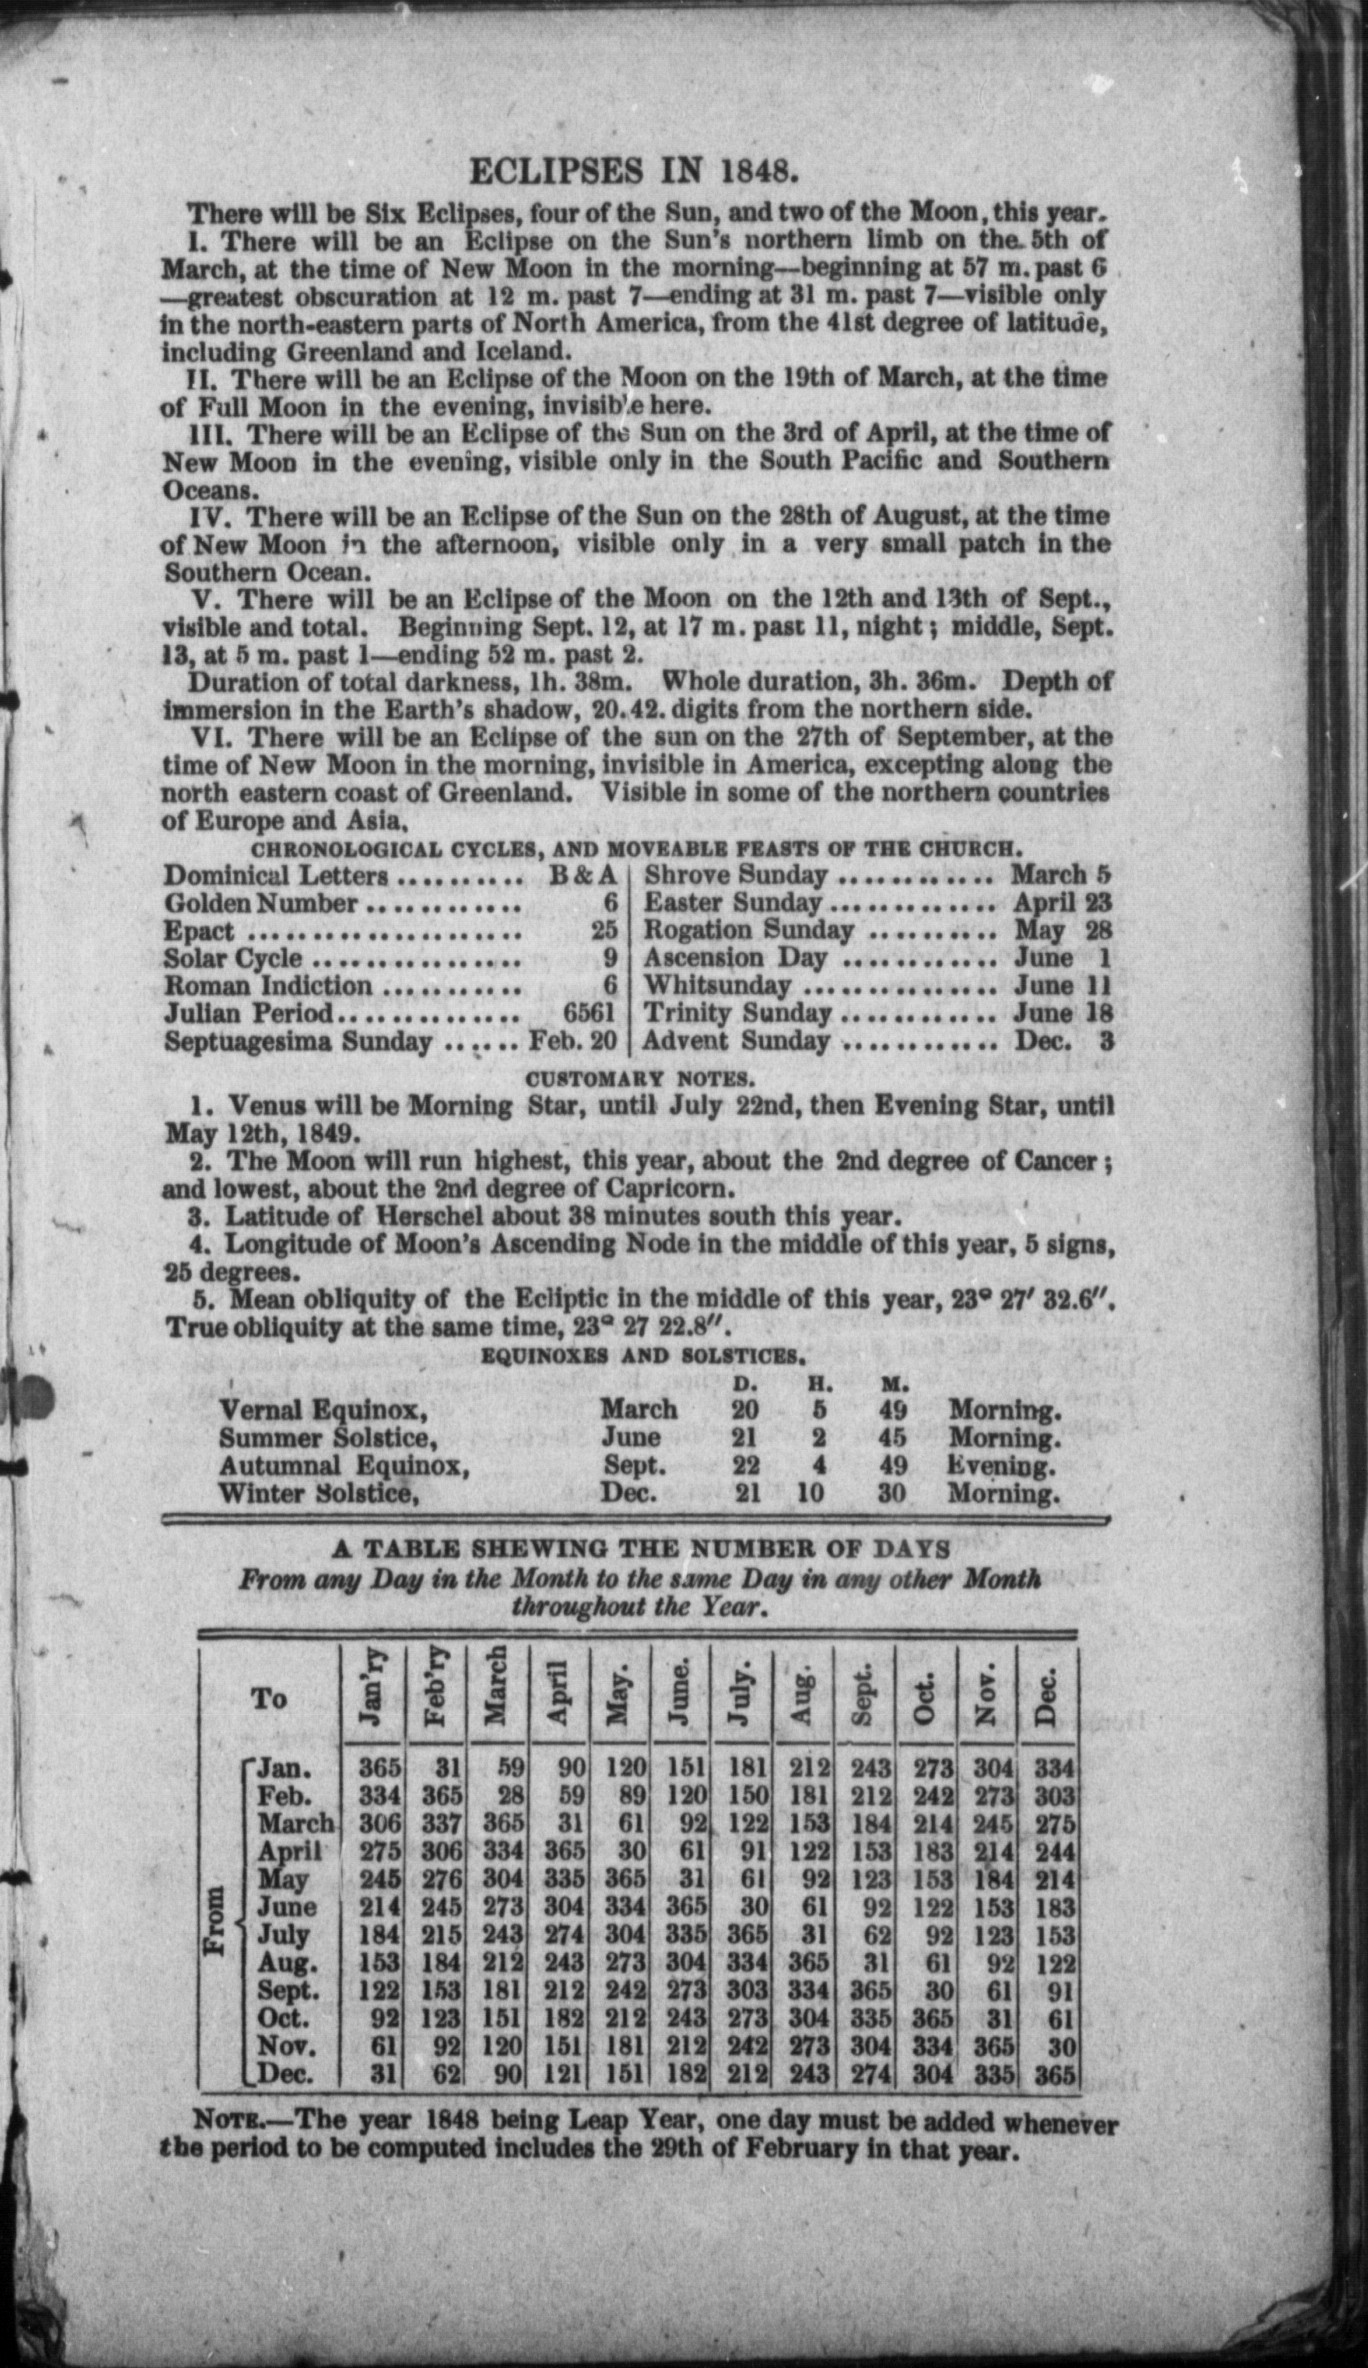 ECLIPSES IN 1848.
There will be Six Eclipses, four of the Sun, and two of the Moon, this year.
I. There will be an Eclipse on the Sun's northern limb on the 5th of
March, at the time of New Moon in the morning—beginning at 57 m. past 6
—greatest obscuration at 12 m. past 7—ending at 31 m. past 7—visible only
in the north-eastern parts of North America, from the 41st degree of latitude,
including Greenland and Iceland.
II. There will be an Eclipse of the Moon on the 19th of March, at the time
of Full Moon in the evening, invisible here.
III. There will be an Eclipse of the Sun on the 3rd of April, at the time of
New Moon in the evening, visible only in the South Pacific and Southern
Oceans.
IV. There will be an Eclipse of the Sun on the 28th of August, at the time
of New Moon in the afternoon, visible only in a very small patch in the
Southern Ocean.
V. There will be an Eclipse of the Moon on the 12th and 13th of Sept.,
visible and total. Beginning Sept. 12, at 17 m. past 11, night; middle, Sept.
13, at 5 m. past 1—ending 52 m. past 2.
Duration of total darkness, 1h. 38m. Whole duration, 3h. 36m. Depth of
immersion in the Earth's shadow, 20.42. digits from the northern side.
VI. There will be an Eclipse of the sun on the 27th of September, at the
time of New Moon in the morning, invisible in America, excepting along the
north eastern coast of Greenland. Visible in some of the northern countries
of Europe and Asia,
CHRONOLOGICAL CYCLES, AND MOVEABLE FEASTS OF THE CHURCH.
Dominical Letters .......... B & A | Shrove Sunday ............ March 5
Golden Number ............ 6 | Easter Sunday ............. April 23
Epact ..................... 25 | Rogation Sunday .......... May 28
Solar Cycle ................ 9 | Ascension Day ............ June 1
Roman Indiction ........... 6 | Whitsunday ............... June 11
Julian Period.............. 6561 | Trinity Sunday ............ June 18
Septuagesima Sunday ...... Feb. 20 | Advent Sunday ............ Dec. 3
CUSTOMARY NOTES.
1. Venus will be Morning Star, until July 22nd, then Evening Star, until
May 12th, 1849.
2. The Moon will run highest, this year, about the 2nd degree of Cancer;
and lowest, about the 2nd degree of Capricorn.
3. Latitude of Herschel about 38 minutes south this year.
4. Longitude of Moon's Ascending Node in the middle of this year, 5 signs,
25 degrees.
5. Mean obliquity of the Ecliptic in the middle of this year, 23° 27′ 32.6″.
True obliquity at the same time, 23° 27 22.8″.
EQUINOXES AND SOLSTICES.
D. H. M.
Vernal Equinox, March 20 5 49 Morning.
Summer Solstice, June 21 2 45 Morning.
Autumnal Equinox, Sept. 22 4 49 Evening.
Winter Solstice, Dec. 21 10 30 Morning.
A TABLE SHEWING THE NUMBER OF DAYS
From any Day in the Month to the same Day in any other Month
throughout the Year.
To Jan'ry Feb'ry March April May. June. July. Aug. Sept. Oct. Nov. Dec.
From
Jan. 365 31 59 90 120 151 181 212 243 273 304 334
Feb. 334 365 28 59 89 120 150 181 212 242 273 303
March 306 337 365 31 61 92 122 153 184 214 245 275
April 275 306 334 365 30 61 91 122 153 183 214 244
May 245 276 304 335 365 31 61 92 123 153 184 214
June 214 245 273 304 334 365 30 61 92 122 153 183
July 184 215 243 274 304 335 365 31 62 92 123 153
Aug. 153 184 212 243 273 304 334 365 31 61 92 122
Sept. 122 153 181 212 242 273 303 334 365 30 61 91
Oct. 92 123 151 182 212 243 273 304 335 365 31 61
Nov. 61 92 120 151 181 212 242 273 304 334 365 30
Dec. 31 62 90 121 151 182 212 243 274 304 335 365
NOTE.—The year 1848 being Leap Year, one day must be added whenever
the period to be computed includes the 29th of February in that year.